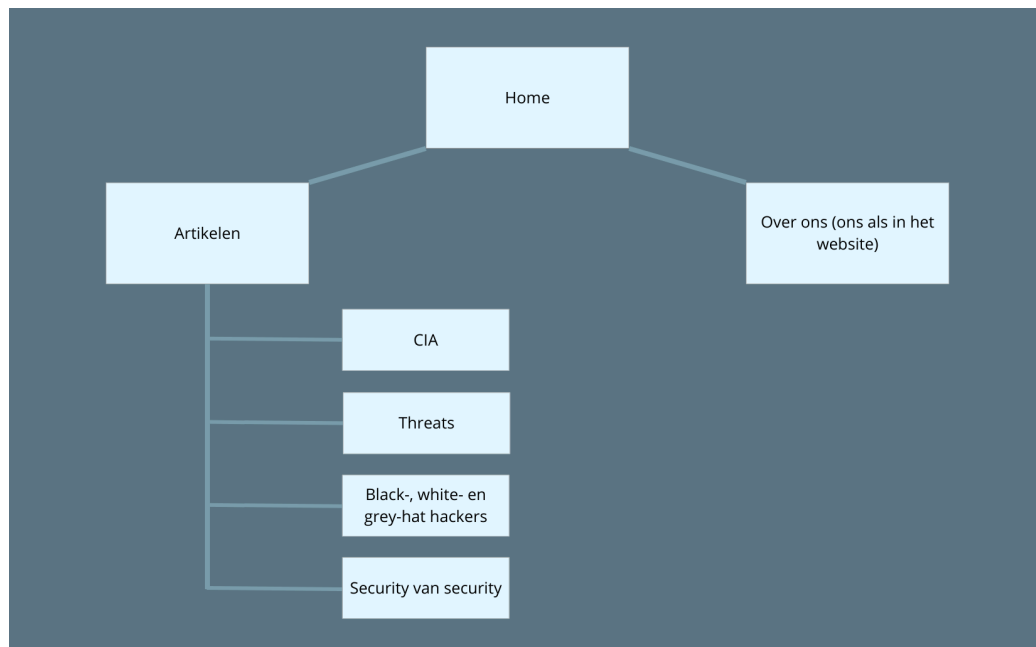 Home
Artikelen
Over ons (ons als in het
website)
CIA
Threats
Black-, white- en
grey-hat hackers
Security van security